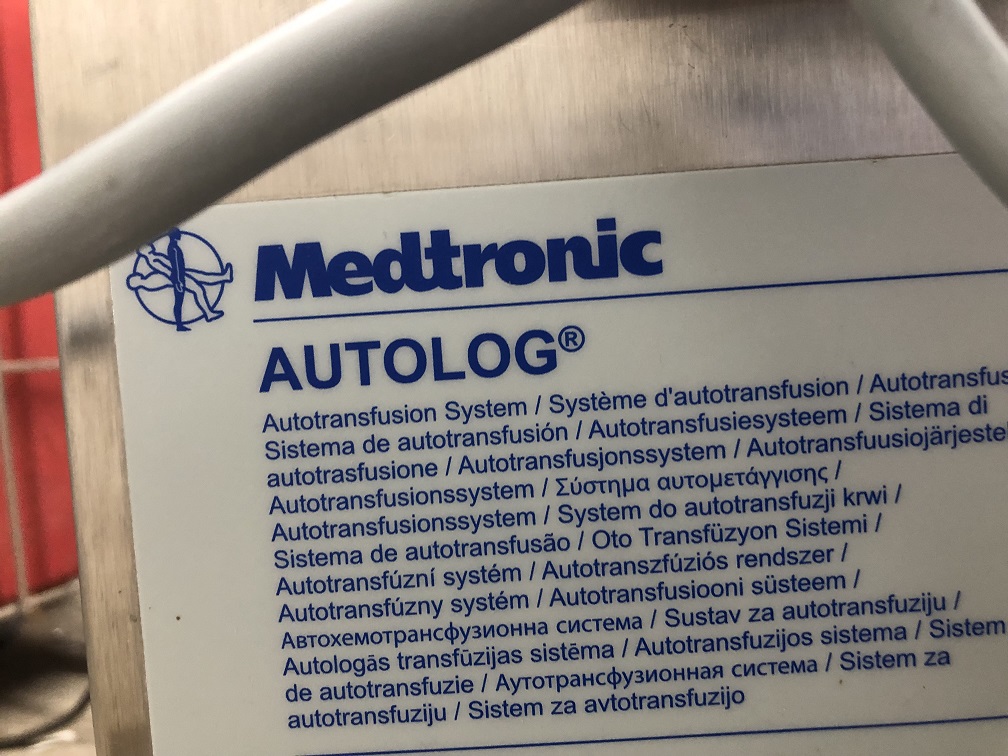 Medtronic
AUTOLOG®
Autotransfusion System / Système d'autotransfusion / Autotransfus
Sistema de autotransfusión / Autotransfusiesysteem / Sistema di
autotrasfusione / Autotransfusjonssystem / Autotransfuusiojärjestel
Autotransfusionssystem / Σύστημα αυτομετάγγισης /
Autotransfusionssystem / System do autotransfuzji krwi /
Sistema de autotransfusão / Oto Transfüzyon Sistemi /
Autotransfúzní systém / Autotranszfúziós rendszer /
Autotransfúzny systém / Autotransfusiooni süsteem /
Автохемотрансфузионна система / Sustav za autotransfuziju /
Autologās transfūzijas sistēma / Autotransfuzijos sistema / Sistem
de autotransfuzie / Аутотрансфузионная система / Sistem za
autotransfuziju / Sistem za avtotransfuzijo